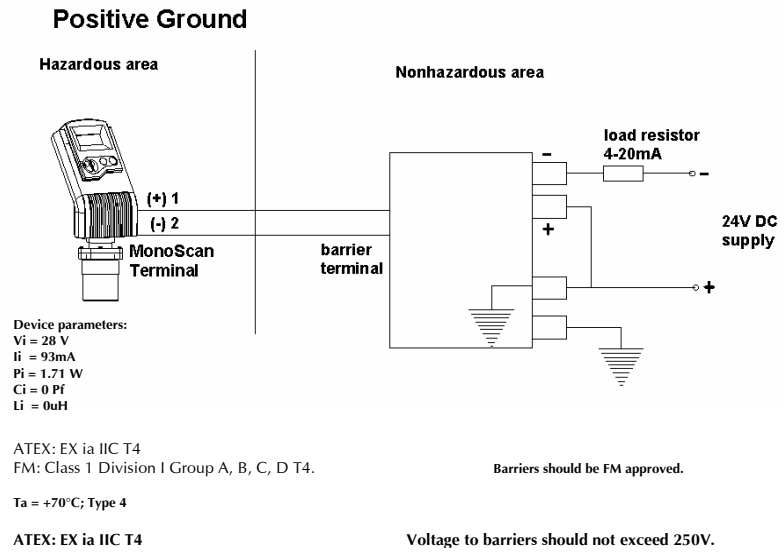 Positive Ground
Hazardous area
Nonhazardous area
load resistor
4-20mA
-
-
(+) 1
(-) 2
+
24V DC
supply
MonoScan
Terminal
barrier
terminal
+
Device parameters:
Vi = 28 V
Ii = 93mA
Pi = 1.71 W
Ci = 0 Pf
Li = 0uH
ATEX: EX ia IIC T4
FM: Class 1 Division I Group A, B, C, D T4.
Barriers should be FM approved.
Ta = +70°C; Type 4
ATEX: EX ia IIC T4
Voltage to barriers should not exceed 250V.